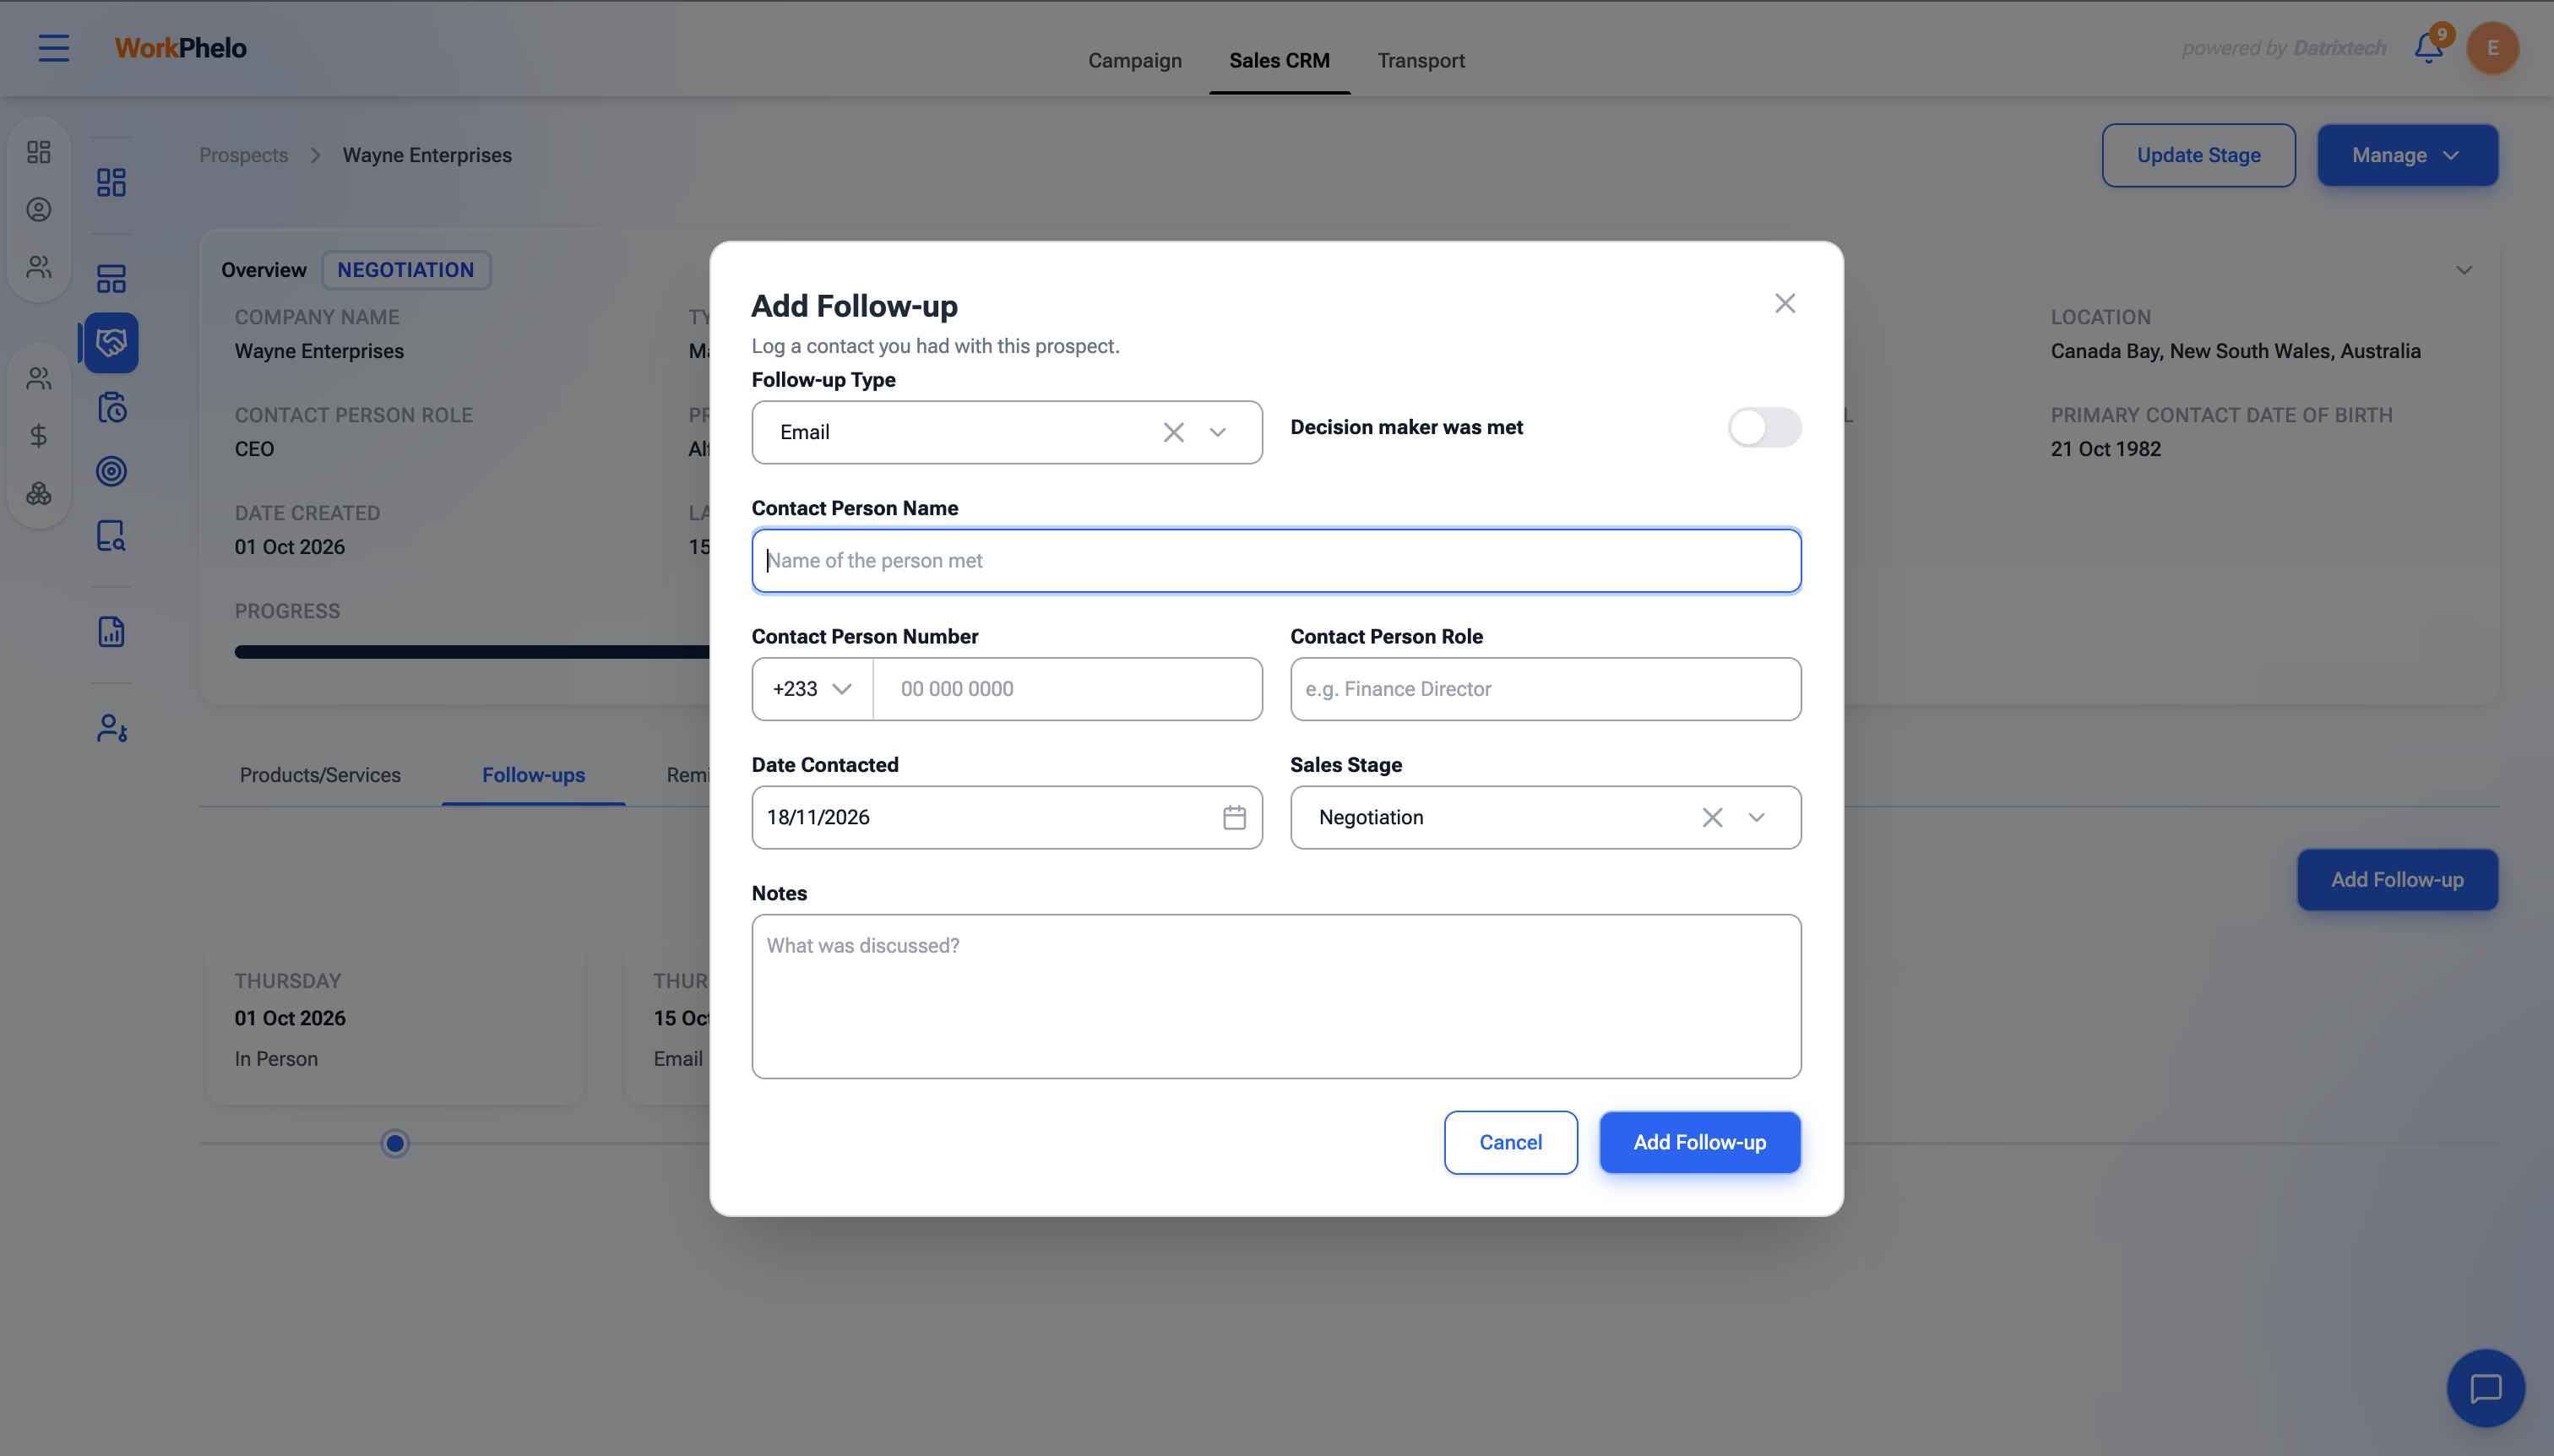 WorkPhelo
Campaign
Sales CRM
Transport
powered by Datrixtech
9
E
Prospects
Wayne Enterprises
Update Stage
Manage
Overview
NEGOTIATION
COMPANY NAME
Wayne Enterprises
LOCATION
Canada Bay, New South Wales, Australia
CONTACT PERSON ROLE
CEO
PRIMARY CONTACT DATE OF BIRTH
21 Oct 1982
DATE CREATED
01 Oct 2026
PROGRESS
Products/Services
Follow-ups
Add Follow-up
THURSDAY
01 Oct 2026
In Person
15 Oct
Email
Add Follow-up
Log a contact you had with this prospect.
Follow-up Type
Email
Decision maker was met
Contact Person Name
Name of the person met
Contact Person Number
+233
00 000 0000
Contact Person Role
e.g. Finance Director
Date Contacted
18/11/2026
Sales Stage
Negotiation
Notes
What was discussed?
Cancel
Add Follow-up